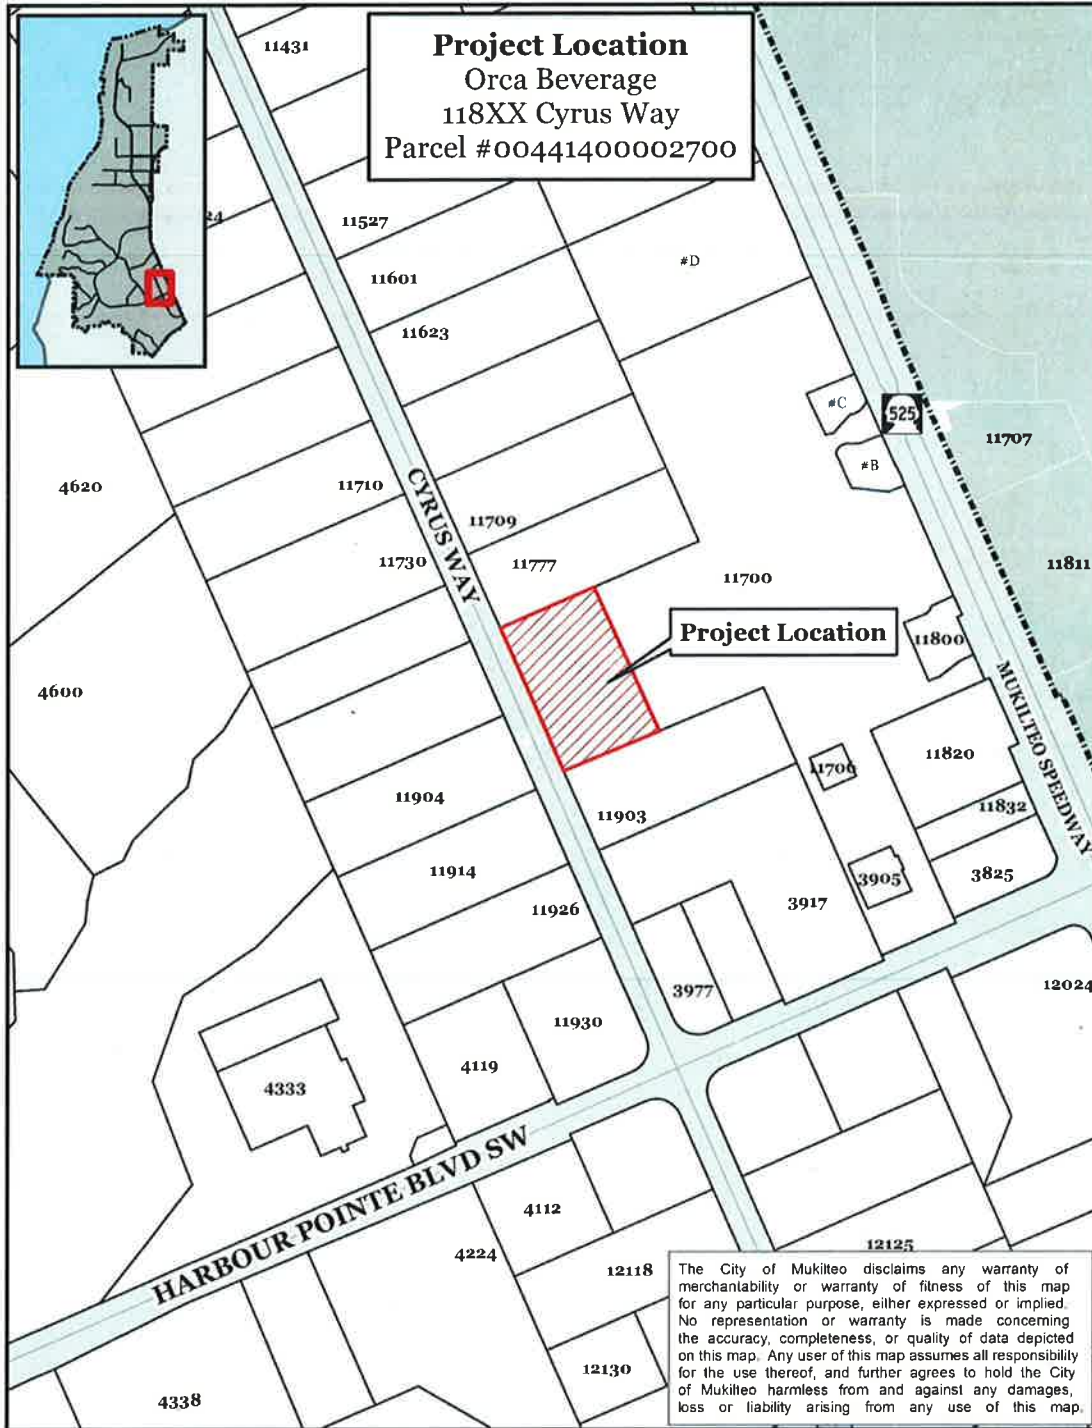 Project Location
Orca Beverage
118XX Cyrus Way
Parcel #00441400002700
11431
24
11527
#D
11601
11623
#C
525
11707
#B
4620
11710
CYRUS WAY
11709
11730
11777
11700
11811
Project Location
11800
4600
MUKILTEO SPEEDWAY
11820
11706
11904
11832
11903
11914
3905
3825
3917
11926
3977
12024
11930
4119
4333
HARBOUR POINTE BLVD SW
4112
4224
12125
12118
12130
4338
The City of Mukilteo disclaims any warranty of
merchantability or warranty of fitness of this map
for any particular purpose, either expressed or implied.
No representation or warranty is made concerning
the accuracy, completeness, or quality of data depicted
on this map. Any user of this map assumes all responsibility
for the use thereof, and further agrees to hold the City
of Mukilteo harmless from and against any damages,
loss or liability arising from any use of this map.